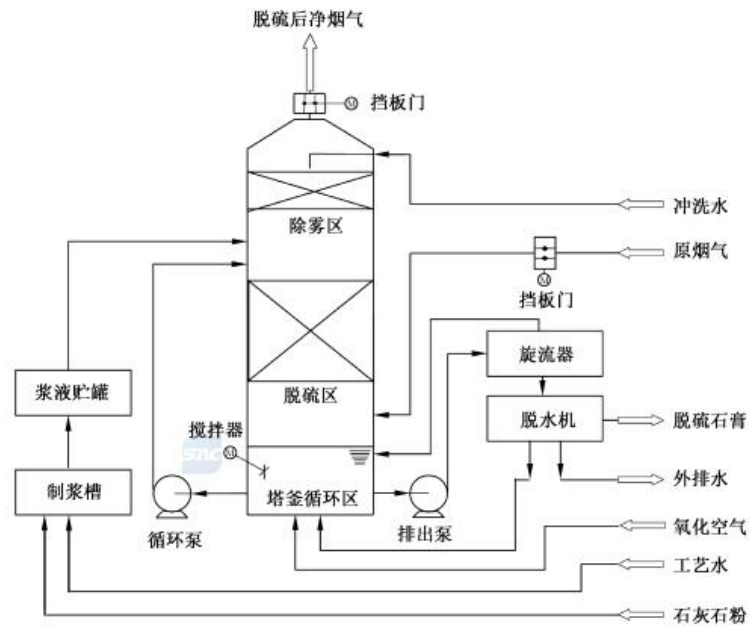 脱硫后净烟气
M
挡板门
冲洗水
除雾区
原烟气
M
挡板门
旋流器
浆液贮罐
脱硫区
脱水机
脱硫石膏
搅拌器
M
SAC
制浆槽
塔釜循环区
外排水
循环泵
排出泵
氧化空气
工艺水
石灰石粉